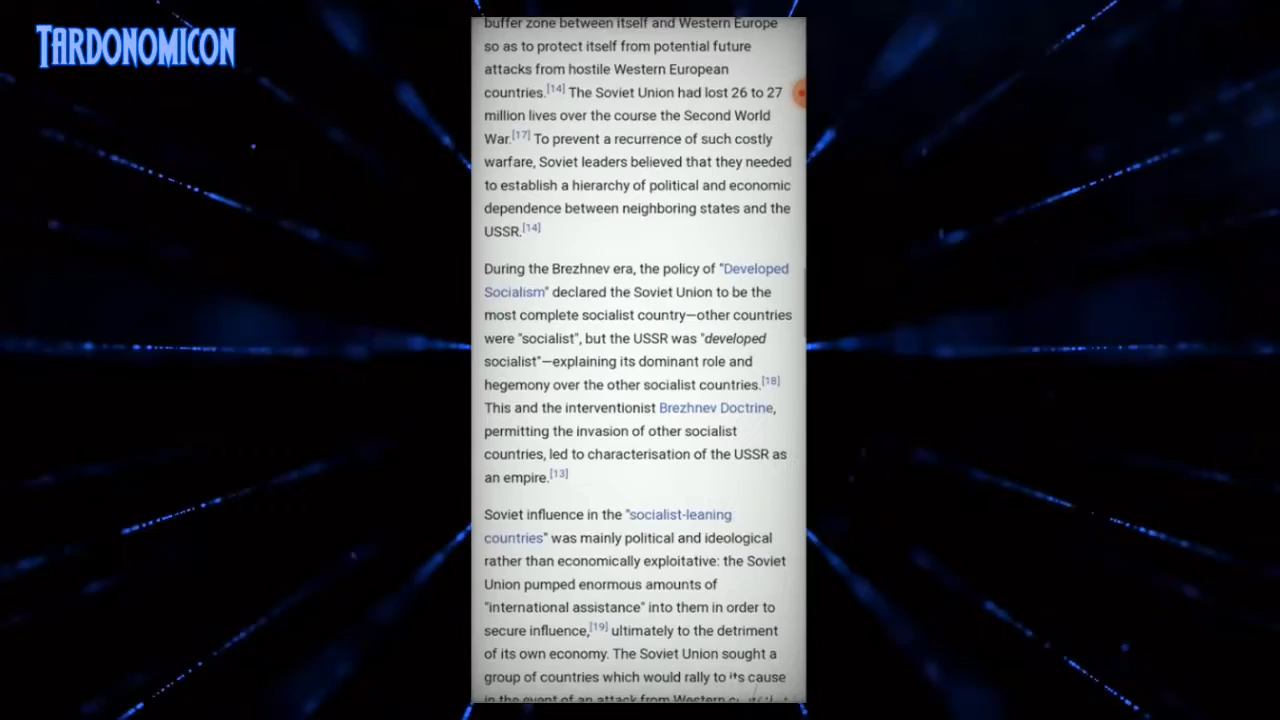 TARDONOMICON
buffer zone between itself and Western Europe
so as to protect itself from potential future
attacks from hostile Western European
countries.[14] The Soviet Union had lost 26 to 27
million lives over the course the Second World
War.[17] To prevent a recurrence of such costly
warfare, Soviet leaders believed that they needed
to establish a hierarchy of political and economic
dependence between neighboring states and the
USSR.[14]
During the Brezhnev era, the policy of "Developed
Socialism" declared the Soviet Union to be the
most complete socialist country—other countries
were "socialist", but the USSR was "developed
socialist"—explaining its dominant role and
hegemony over the other socialist countries.[18]
This and the interventionist Brezhnev Doctrine,
permitting the invasion of other socialist
countries, led to characterisation of the USSR as
an empire.[13]
Soviet influence in the "socialist-leaning
countries" was mainly political and ideological
rather than economically exploitative: the Soviet
Union pumped enormous amounts of
"international assistance" into them in order to
secure influence,[19] ultimately to the detriment
of its own economy. The Soviet Union sought a
group of countries which would rally to its cause
in the event of an attack from Western